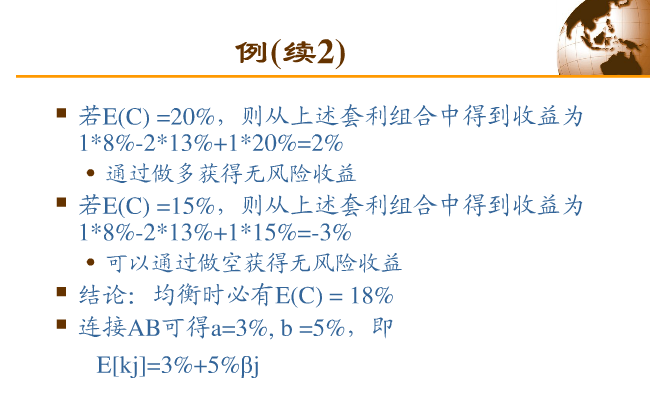 例(续2)
若E(C) =20%，则从上述套利组合中得到收益为
1*8%-2*13%+1*20%=2%
通过做多获得无风险收益
若E(C) =15%，则从上述套利组合中得到收益为
1*8%-2*13%+1*15%=-3%
可以通过做空获得无风险收益
结论：均衡时必有E(C) = 18%
连接AB可得a=3%, b =5%，即
E[kj]=3%+5%βj